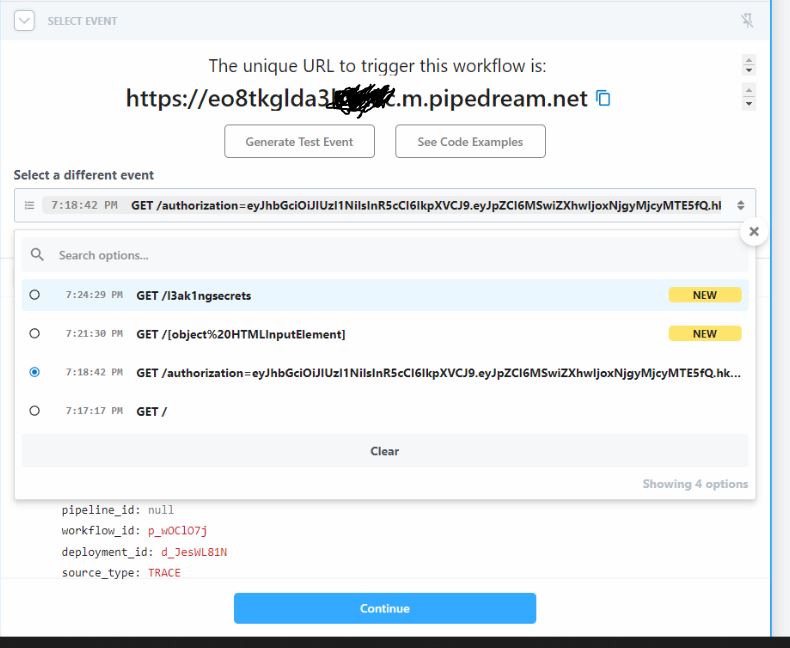 SELECT EVENT
The unique URL to trigger this workflow is:
https://eo8tkglda3 .m.pipedream.net
Generate Test Event
See Code Examples
Select a different event
7:18:42 PM GET /authorization=eyJhbGciOiJIUzI1NiIsInR5cCI6IkpXVCJ9.eyJpZCI6MSwiZXhwIjoxNjgyMjcyMTE5fQ.hl
Search options...
7:24:29 PM GET /l3ak1ngsecrets NEW
7:21:30 PM GET /[object%20HTMLInputElement] NEW
7:18:42 PM GET /authorization=eyJhbGciOiJIUzI1NiIsInR5cCI6IkpXVCJ9.eyJpZCI6MSwiZXhwIjoxNjgyMjcyMTE5fQ.hk...
7:17:17 PM GET /
Clear
Showing 4 options
pipeline_id: null
workflow_id: p_wOClO7j
deployment_id: d_JesWL81N
source_type: TRACE
Continue